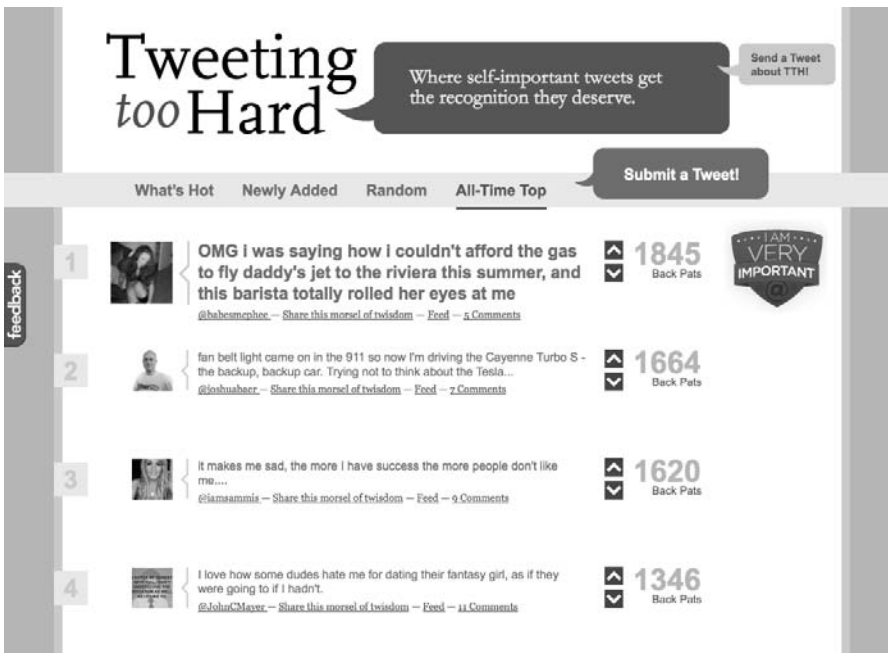 Tweeting
too Hard
Where self-important tweets get
the recognition they deserve.
Send a Tweet
about TTH!
Submit a Tweet!
What's Hot Newly Added Random All-Time Top
feedback
1
OMG i was saying how i couldn't afford the gas
to fly daddy's jet to the riviera this summer, and
this barista totally rolled her eyes at me
@babesmcphee — Share this morsel of twisdom — Feed — 5 Comments
1845
Back Pats
I AM
VERY
IMPORTANT
@
2
fan belt light came on in the 911 so now I'm driving the Cayenne Turbo S -
the backup, backup car. Trying not to think about the Tesla...
@joshuabaer — Share this morsel of twisdom — Feed — 7 Comments
1664
Back Pats
3
it makes me sad, the more I have success the more people don't like
me....
@iamsammis — Share this morsel of twisdom — Feed — 9 Comments
1620
Back Pats
4
I love how some dudes hate me for dating their fantasy girl, as if they
were going to if I hadn't.
@JohnCMayer — Share this morsel of twisdom — Feed — 11 Comments
1346
Back Pats